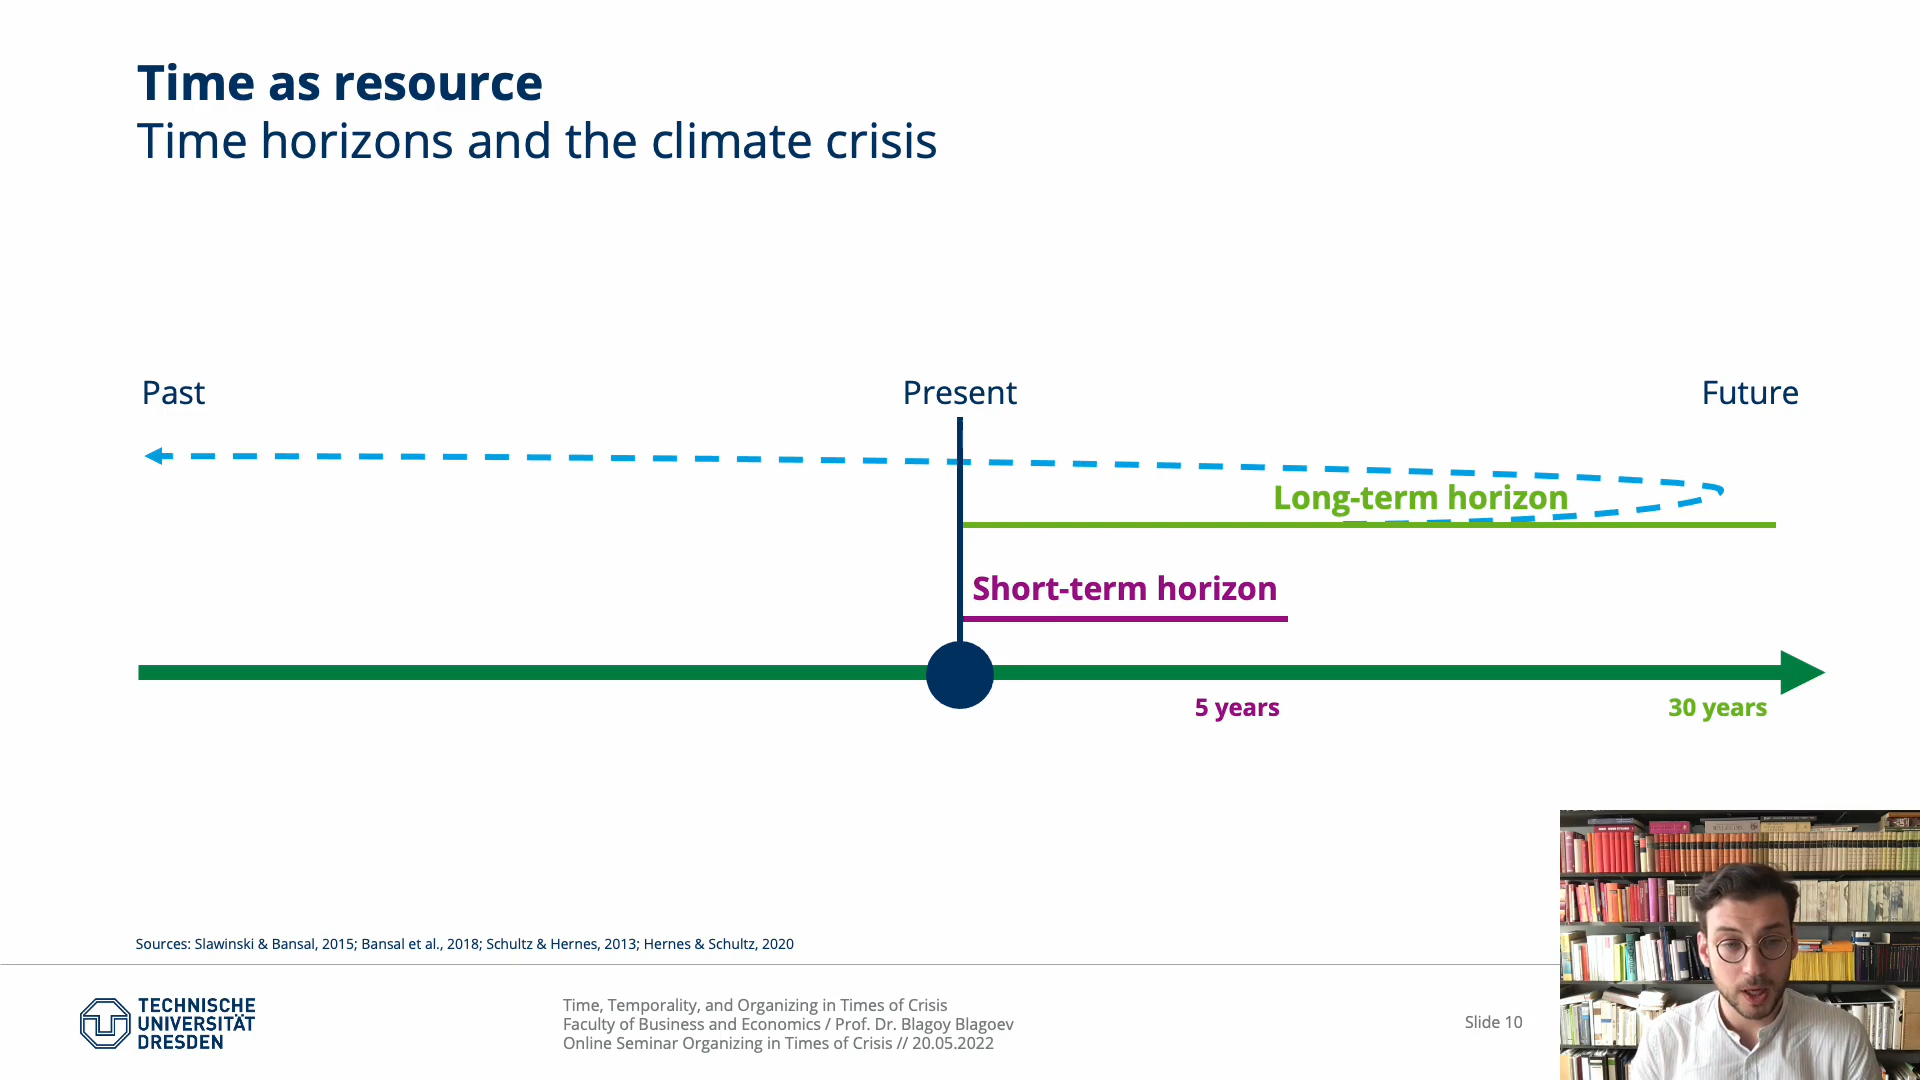 Time as resource
Time horizons and the climate crisis
Past
Present
Future
Long-term horizon
Short-term horizon
5 years
30 years
Sources: Slawinski & Bansal, 2015; Bansal et al., 2018; Schultz & Hernes, 2013; Hernes & Schultz, 2020
TECHNISCHE
UNIVERSITÄT
DRESDEN
Time, Temporality, and Organizing in Times of Crisis
Faculty of Business and Economics / Prof. Dr. Blagoy Blagoev
Online Seminar Organizing in Times of Crisis // 20.05.2022
Slide 10